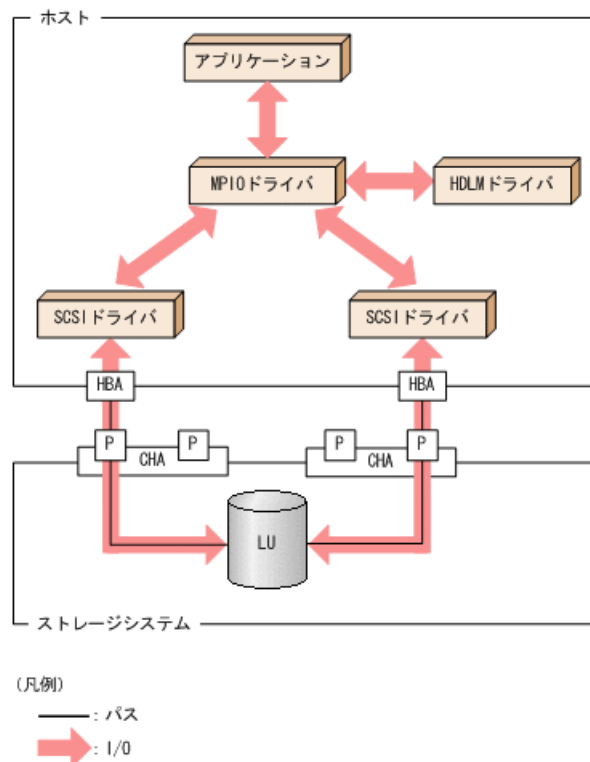 ホスト
アプリケーション
MPIOドライバ
HDLMドライバ
SCSIドライバ
SCSIドライバ
HBA
HBA
P
P
P
P
CHA
CHA
LU
ストレージシステム
(凡例)
: パス
: I/O